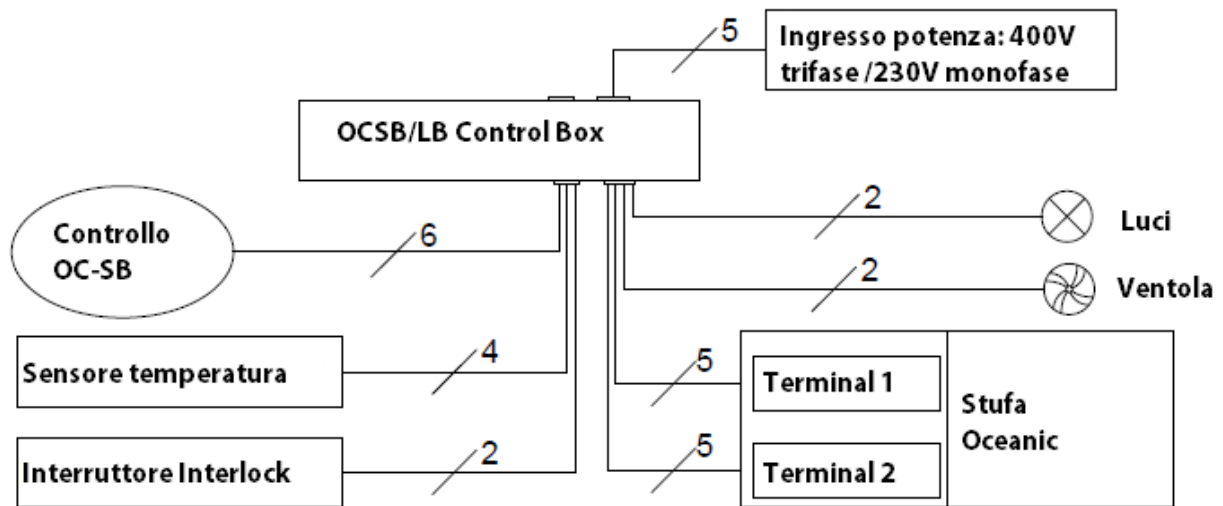 5
Ingresso potenza: 400V
trifase /230V monofase
OCSB/LB Control Box
Controllo
OC-SB
6
2
Luci
2
Ventola
Sensore temperatura
4
5
Terminal 1
Stufa
Oceanic
Interruttore Interlock
2
5
Terminal 2